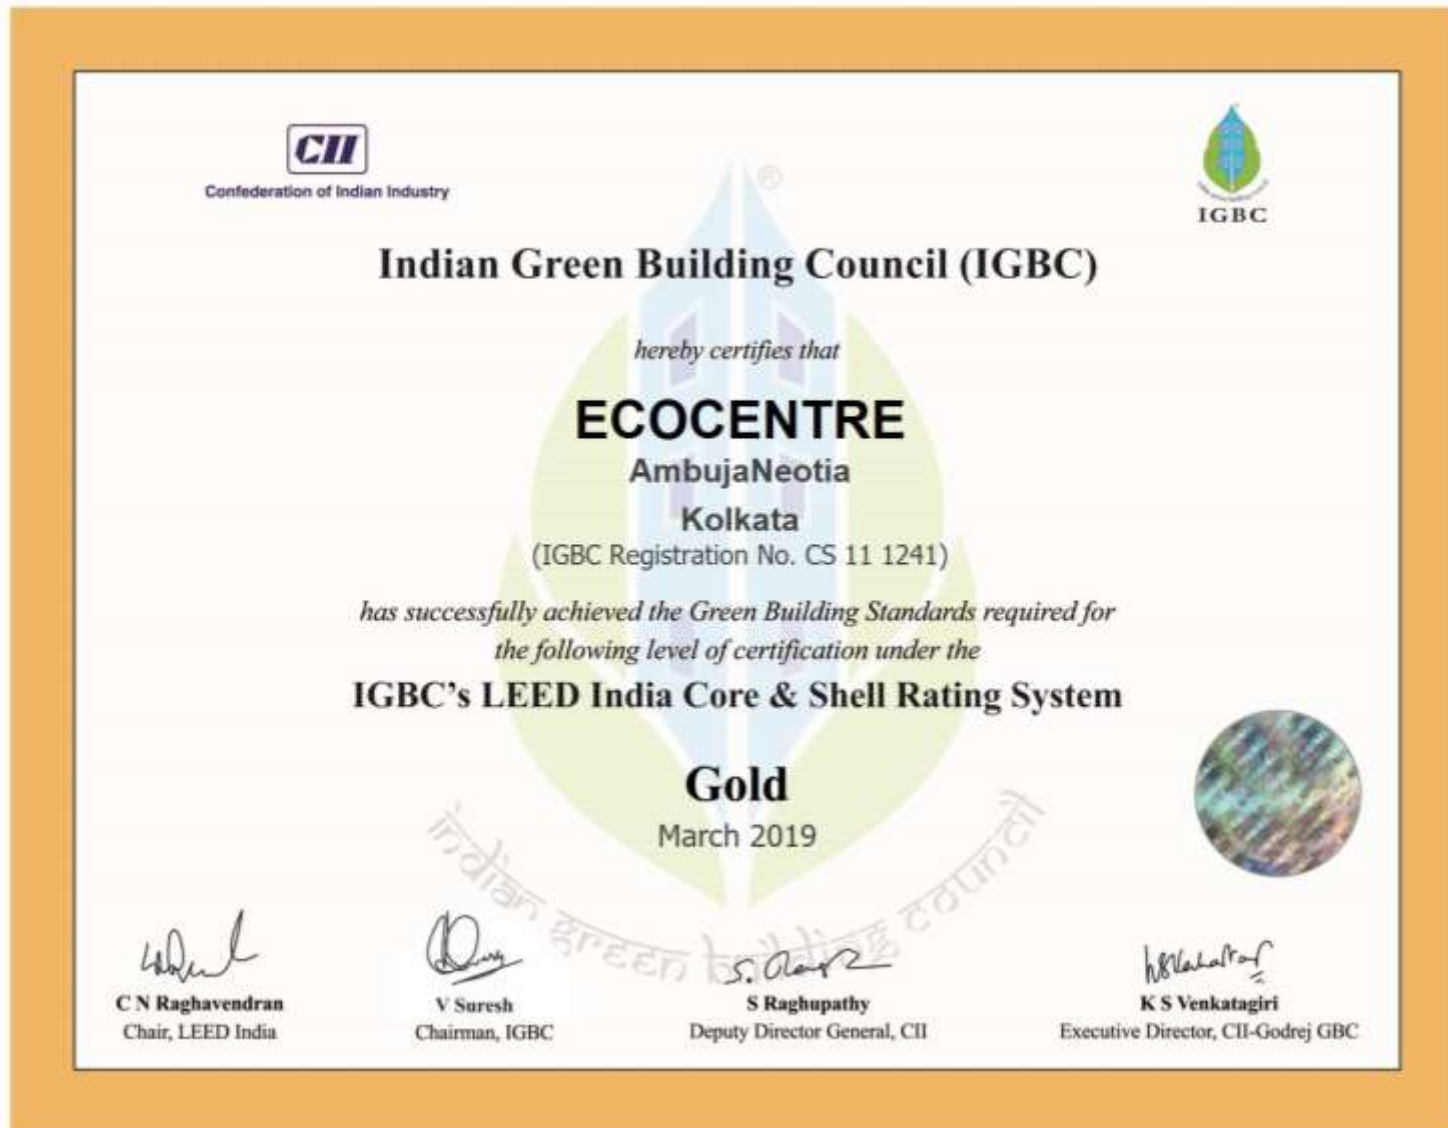 CII
Confederation of Indian Industry
®
IGBC
Indian Green Building Council (IGBC)
hereby certifies that
ECOCENTRE
AmbujaNeotia
Kolkata
(IGBC Registration No. CS 11 1241)
has successfully achieved the Green Building Standards required for
the following level of certification under the
IGBC's LEED India Core & Shell Rating System
Gold
March 2019
indian green building council
C N Raghavendran
Chair, LEED India
V Suresh
Chairman, IGBC
S Raghupathy
Deputy Director General, CII
K S Venkatagiri
Executive Director, CII-Godrej GBC